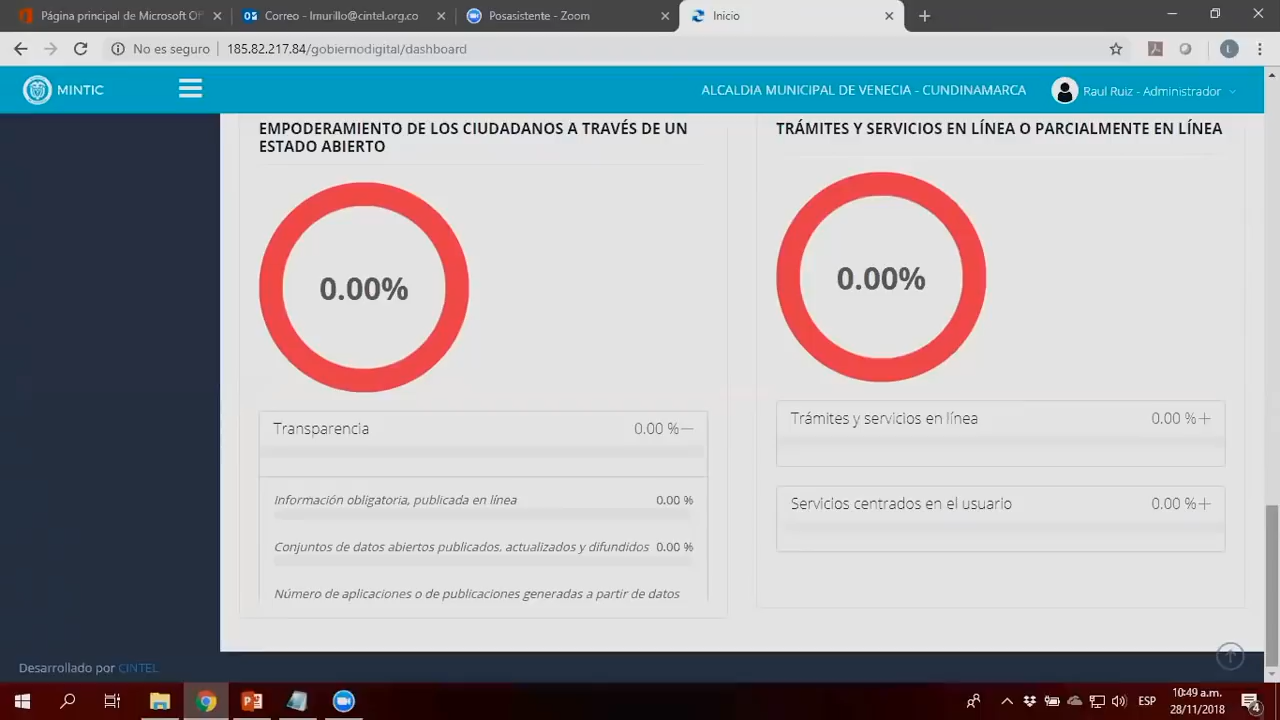 Página principal de Microsoft Off
Correo - lmurillo@cintel.org.co
Posasistente - Zoom
Inicio
No es seguro
185.82.217.84/gobiernodigital/dashboard
L
MINTIC
ALCALDIA MUNICIPAL DE VENECIA - CUNDINAMARCA
Raul Ruiz - Administrador
EMPODERAMIENTO DE LOS CIUDADANOS A TRAVÉS DE UN
ESTADO ABIERTO
0.00%
Transparencia 0.00 %
Información obligatoria, publicada en línea 0.00 %
Conjuntos de datos abiertos publicados, actualizados y difundidos 0.00 %
Número de aplicaciones o de publicaciones generadas a partir de datos
TRÁMITES Y SERVICIOS EN LÍNEA O PARCIALMENTE EN LÍNEA
0.00%
Trámites y servicios en línea 0.00 %
Servicios centrados en el usuario 0.00 %
Desarrollado por CINTEL
ESP
10:49 a.m.
28/11/2018
4